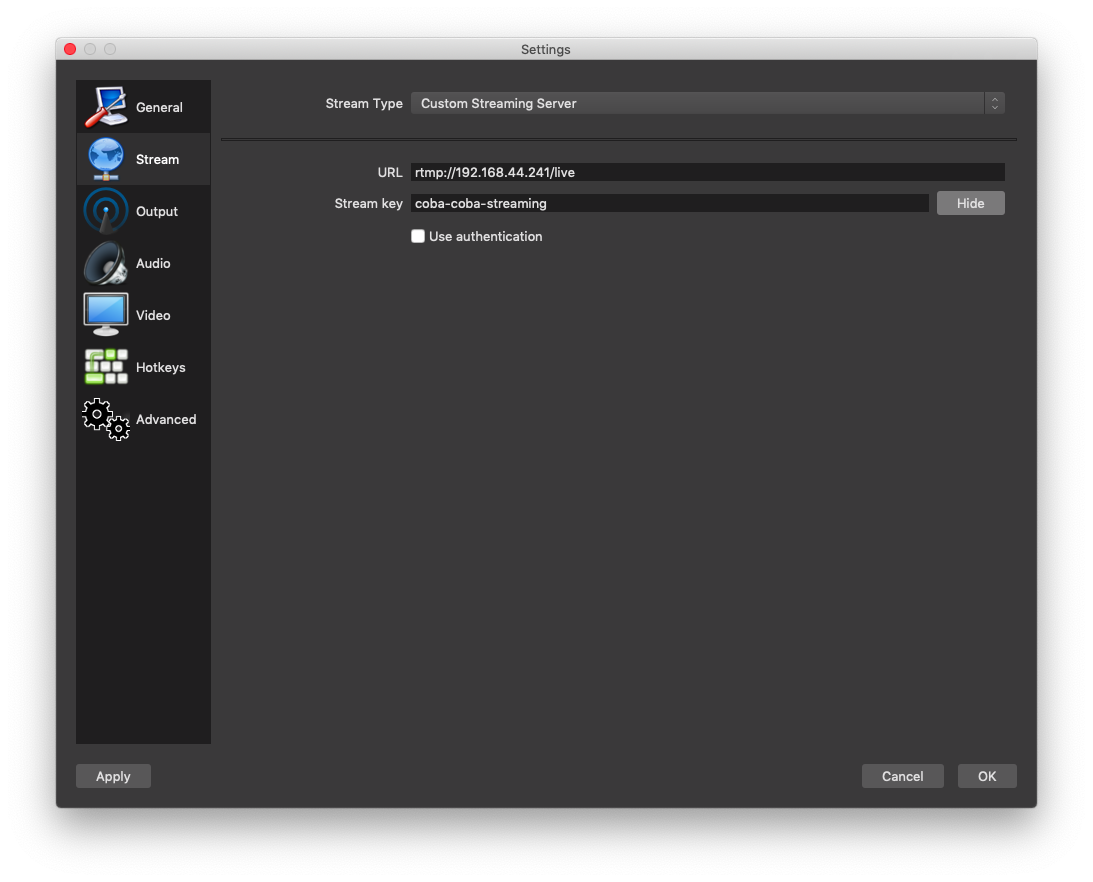 Settings
General
Stream
Output
Audio
Video
Hotkeys
Advanced
Stream Type Custom Streaming Server
URL rtmp://192.168.44.241/live
Stream key coba-coba-streaming Hide
Use authentication
Apply Cancel OK